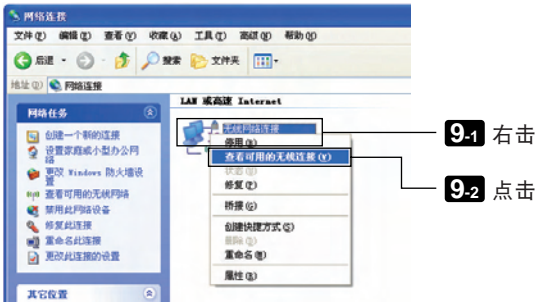 网络连接
文件(F) 编辑(E) 查看(V) 收藏(A) 工具(T) 高级(N) 帮助(H)
后退 搜索 文件夹
地址(D) 网络连接
LAN 或高速 Internet
网络任务
创建一个新的连接
设置家庭或小型办公网
络
更改 Windows 防火墙设
置
查看可用的无线网络
禁用此网络设备
修复此连接
重命名此连接
更改此连接的设置
其它位置
无线网络连接
停用(B)
查看可用的无线连接(V)
状态(U)
修复(P)
桥接(G)
创建快捷方式(S)
删除(D)
重命名(M)
属性(R)
9-1 右击
9-2 点击